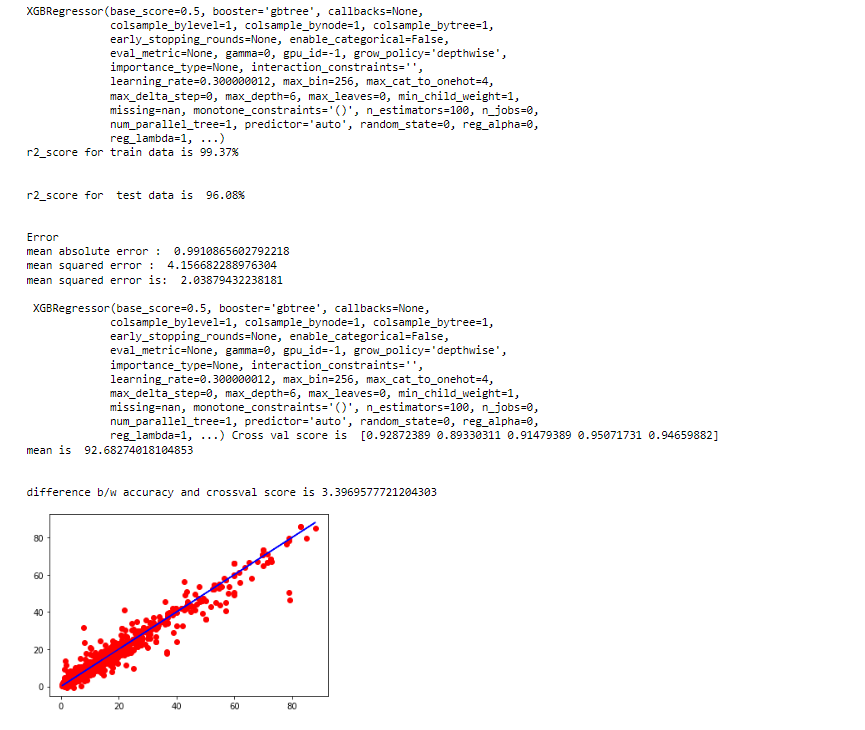 XGBRegressor(base_score=0.5, booster='gbtree', callbacks=None,
colsample_bylevel=1, colsample_bynode=1, colsample_bytree=1,
early_stopping_rounds=None, enable_categorical=False,
eval_metric=None, gamma=0, gpu_id=-1, grow_policy='depthwise',
importance_type=None, interaction_constraints='',
learning_rate=0.300000012, max_bin=256, max_cat_to_onehot=4,
max_delta_step=0, max_depth=6, max_leaves=0, min_child_weight=1,
missing=nan, monotone_constraints='()', n_estimators=100, n_jobs=0,
num_parallel_tree=1, predictor='auto', random_state=0, reg_alpha=0,
reg_lambda=1, ...)
r2_score for train data is 99.37%
r2_score for  test data is  96.08%
Error
mean absolute error :  0.9910865602792218
mean squared error :  4.156682288976304
mean squared error is:  2.03879432238181
XGBRegressor(base_score=0.5, booster='gbtree', callbacks=None,
colsample_bylevel=1, colsample_bynode=1, colsample_bytree=1,
early_stopping_rounds=None, enable_categorical=False,
eval_metric=None, gamma=0, gpu_id=-1, grow_policy='depthwise',
importance_type=None, interaction_constraints='',
learning_rate=0.300000012, max_bin=256, max_cat_to_onehot=4,
max_delta_step=0, max_depth=6, max_leaves=0, min_child_weight=1,
missing=nan, monotone_constraints='()', n_estimators=100, n_jobs=0,
num_parallel_tree=1, predictor='auto', random_state=0, reg_alpha=0,
reg_lambda=1, ...) Cross val score is  [0.92872389 0.89330311 0.91479389 0.95071731 0.94659882]
mean is  92.68274018104853
difference b/w accuracy and crossval score is 3.3969577721204303
80
60
40
20
0
0 20 40 60 80